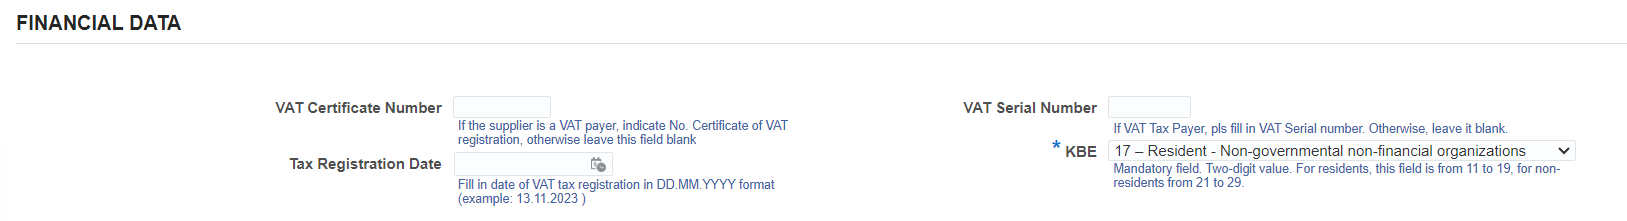 FINANCIAL DATA
VAT Certificate Number
If the supplier is a VAT payer, indicate No. Certificate of VAT
registration, otherwise leave this field blank
Tax Registration Date
Fill in date of VAT tax registration in DD.MM.YYYY format
(example: 13.11.2023 )
VAT Serial Number
If VAT Tax Payer, pls fill in VAT Serial number. Otherwise, leave it blank.
* KBE 17 – Resident - Non-governmental non-financial organizations
Mandatory field. Two-digit value. For residents, this field is from 11 to 19, for non-
residents from 21 to 29.